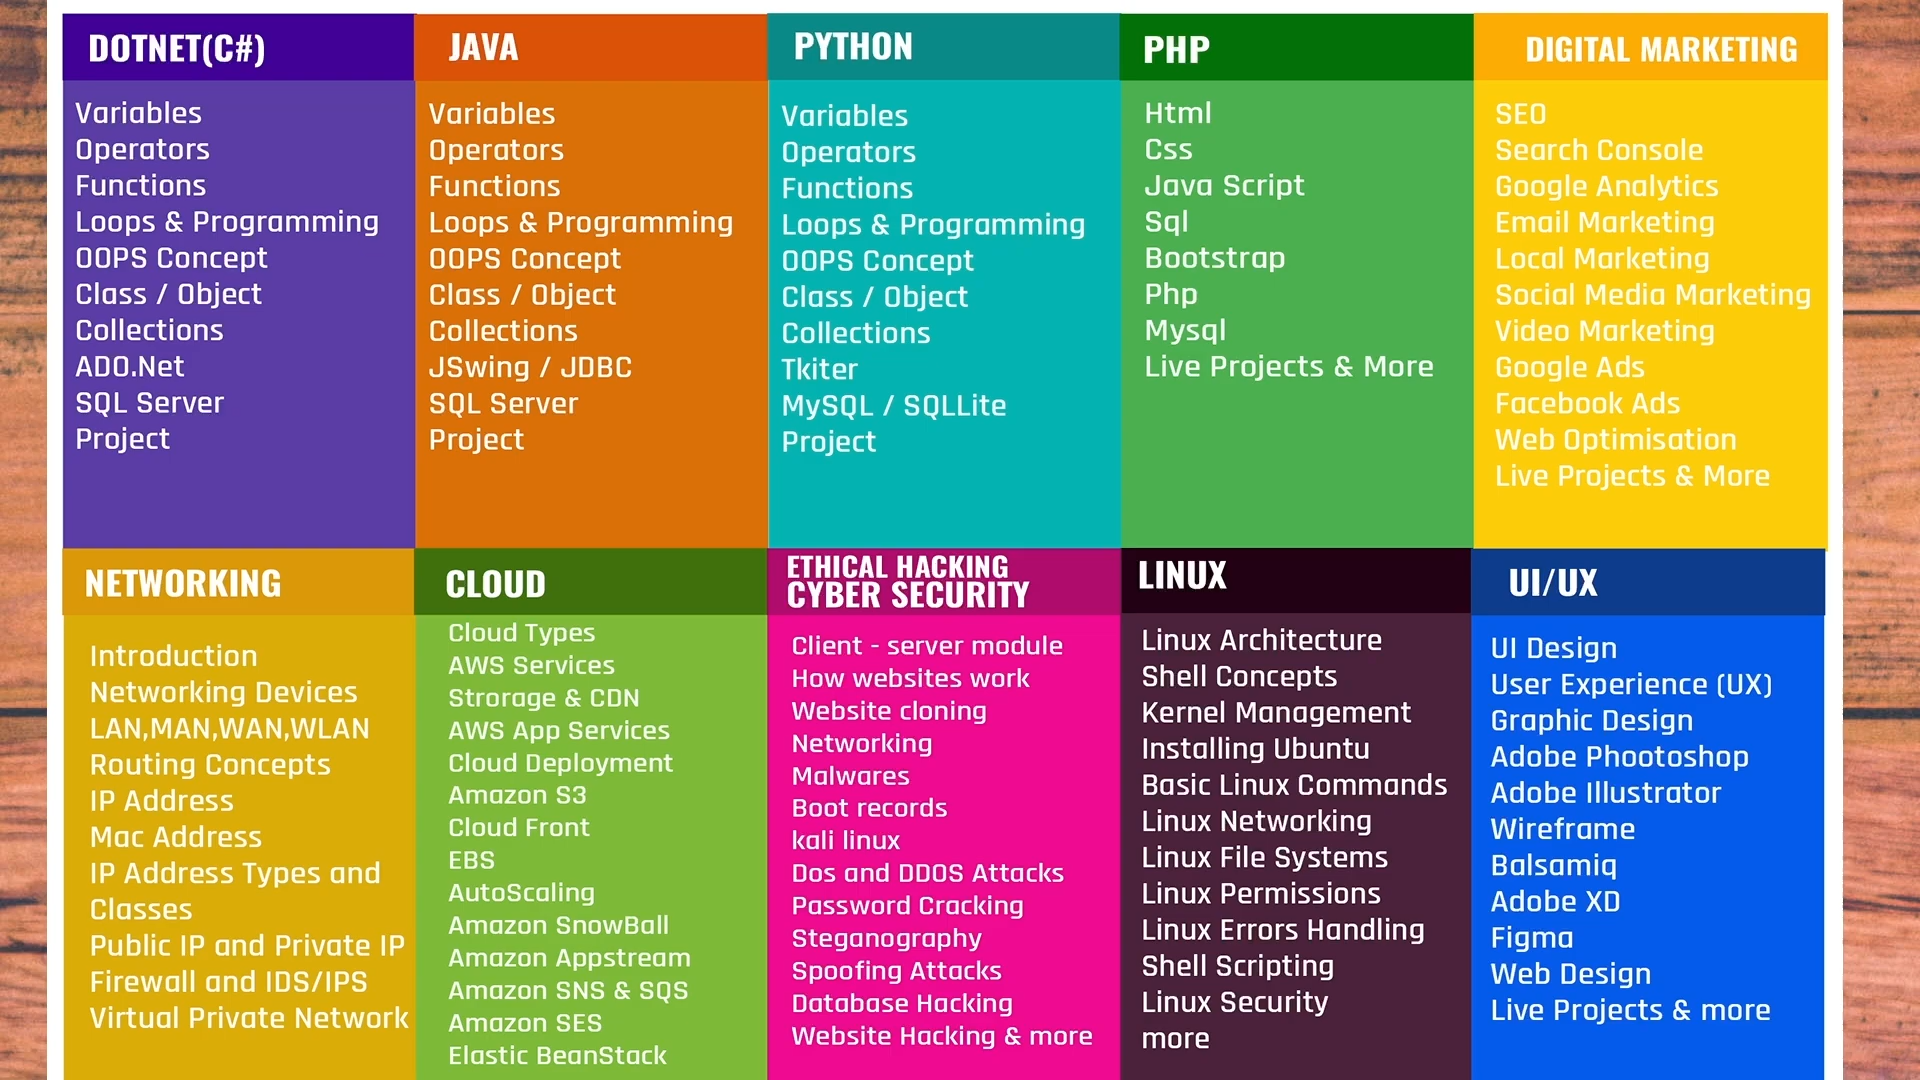 DOTNET(C#)
Variables
Operators
Functions
Loops & Programming
OOPS Concept
Class / Object
Collections
ADO.Net
SQL Server
Project
JAVA
Variables
Operators
Functions
Loops & Programming
OOPS Concept
Class / Object
Collections
JSwing / JDBC
SQL Server
Project
PYTHON
Variables
Operators
Functions
Loops & Programming
OOPS Concept
Class / Object
Collections
Tkiter
MySQL / SQLLite
Project
PHP
Html
Css
Java Script
Sql
Bootstrap
Php
Mysql
Live Projects & More
DIGITAL MARKETING
SEO
Search Console
Google Analytics
Email Marketing
Local Marketing
Social Media Marketing
Video Marketing
Google Ads
Facebook Ads
Web Optimisation
Live Projects & More
NETWORKING
Introduction
Networking Devices
LAN,MAN,WAN,WLAN
Routing Concepts
IP Address
Mac Address
IP Address Types and
Classes
Public IP and Private IP
Firewall and IDS/IPS
Virtual Private Network
CLOUD
Cloud Types
AWS Services
Strorage & CDN
AWS App Services
Cloud Deployment
Amazon S3
Cloud Front
EBS
AutoScaling
Amazon SnowBall
Amazon Appstream
Amazon SNS & SQS
Amazon SES
Elastic BeanStack
ETHICAL HACKING
CYBER SECURITY
Client - server module
How websites work
Website cloning
Networking
Malwares
Boot records
kali linux
Dos and DDOS Attacks
Password Cracking
Steganography
Spoofing Attacks
Database Hacking
Website Hacking & more
LINUX
Linux Architecture
Shell Concepts
Kernel Management
Installing Ubuntu
Basic Linux Commands
Linux Networking
Linux File Systems
Linux Permissions
Linux Errors Handling
Shell Scripting
Linux Security
more
UI/UX
UI Design
User Experience (UX)
Graphic Design
Adobe Phootoshop
Adobe Illustrator
Wireframe
Balsamiq
Adobe XD
Figma
Web Design
Live Projects & more